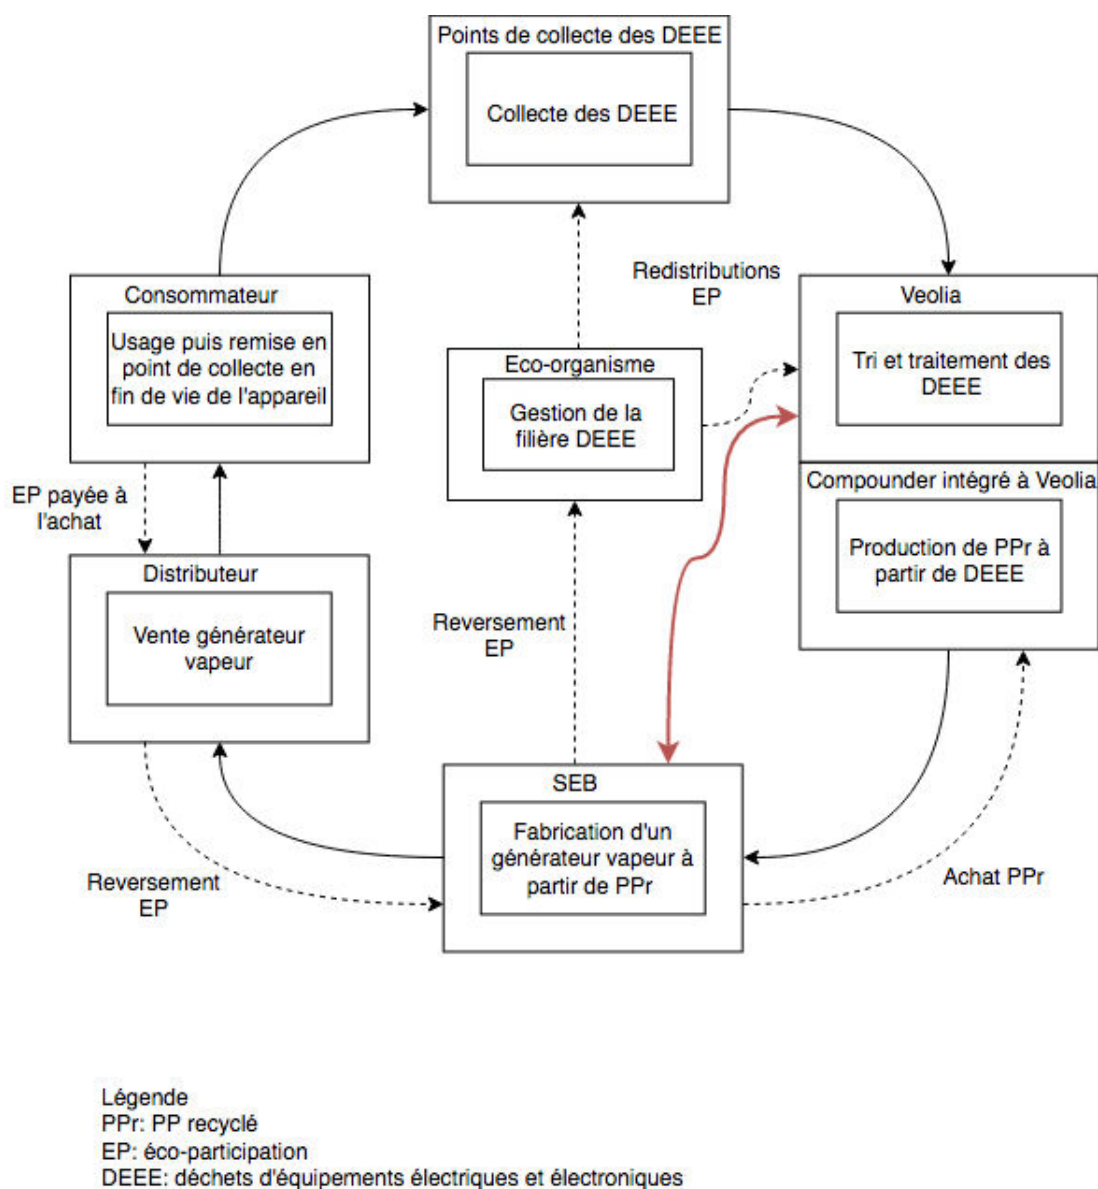 Points de collecte des DEEE
Collecte des DEEE
Redistributions
EP
Consommateur
Usage puis remise en
point de collecte en
fin de vie de l'appareil
Veolia
Tri et traitement des
DEEE
Eco-organisme
Gestion de la
filière DEEE
Compounder intégré à Veolia
Production de PPr à
partir de DEEE
EP payée à
l'achat
Distributeur
Vente générateur
vapeur
Reversement
EP
SEB
Fabrication d'un
générateur vapeur à
partir de PPr
Reversement
EP
Achat PPr
Légende
PPr: PP recyclé
EP: éco-participation
DEEE: déchets d'équipements électriques et électroniques